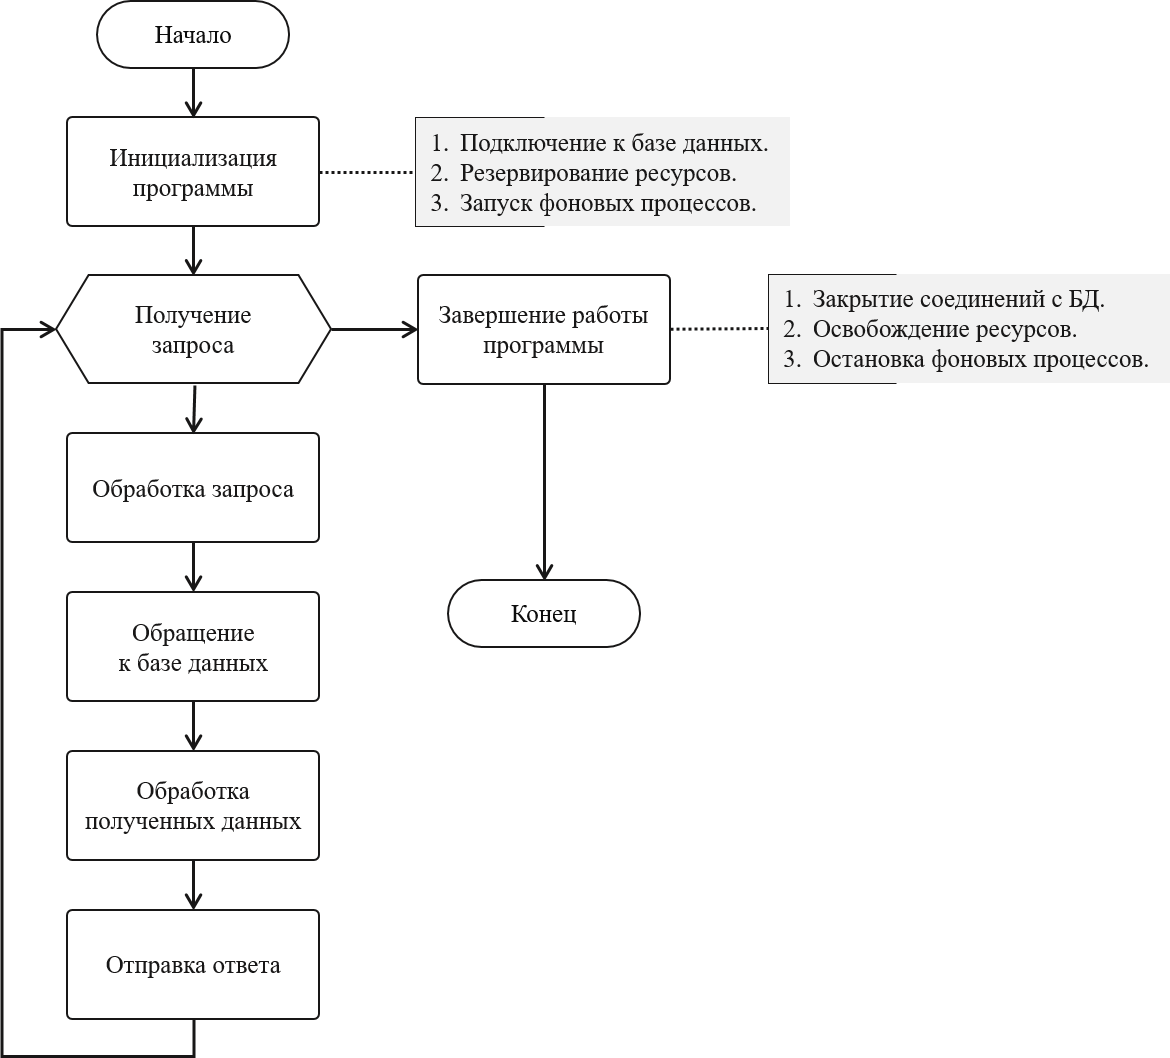 Начало
Инициализация
программы
1. Подключение к базе данных.
2. Резервирование ресурсов.
3. Запуск фоновых процессов.
Получение
запроса
Завершение работы
программы
1. Закрытие соединений с БД.
2. Освобождение ресурсов.
3. Остановка фоновых процессов.
Обработка запроса
Обращение
к базе данных
Конец
Обработка
полученных данных
Отправка ответа